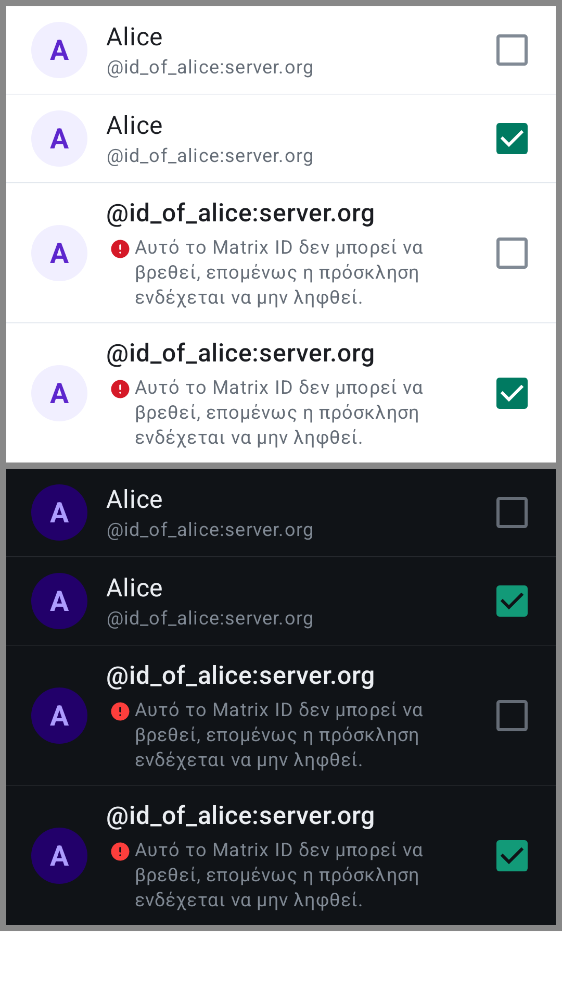 A
Alice
@id_of_alice:server.org
A
Alice
@id_of_alice:server.org
A
@id_of_alice:server.org
Αυτό το Matrix ID δεν μπορεί να
βρεθεί, επομένως η πρόσκληση
ενδέχεται να μην ληφθεί.
A
@id_of_alice:server.org
Αυτό το Matrix ID δεν μπορεί να
βρεθεί, επομένως η πρόσκληση
ενδέχεται να μην ληφθεί.
A
Alice
@id_of_alice:server.org
A
Alice
@id_of_alice:server.org
A
@id_of_alice:server.org
Αυτό το Matrix ID δεν μπορεί να
βρεθεί, επομένως η πρόσκληση
ενδέχεται να μην ληφθεί.
A
@id_of_alice:server.org
Αυτό το Matrix ID δεν μπορεί να
βρεθεί, επομένως η πρόσκληση
ενδέχεται να μην ληφθεί.